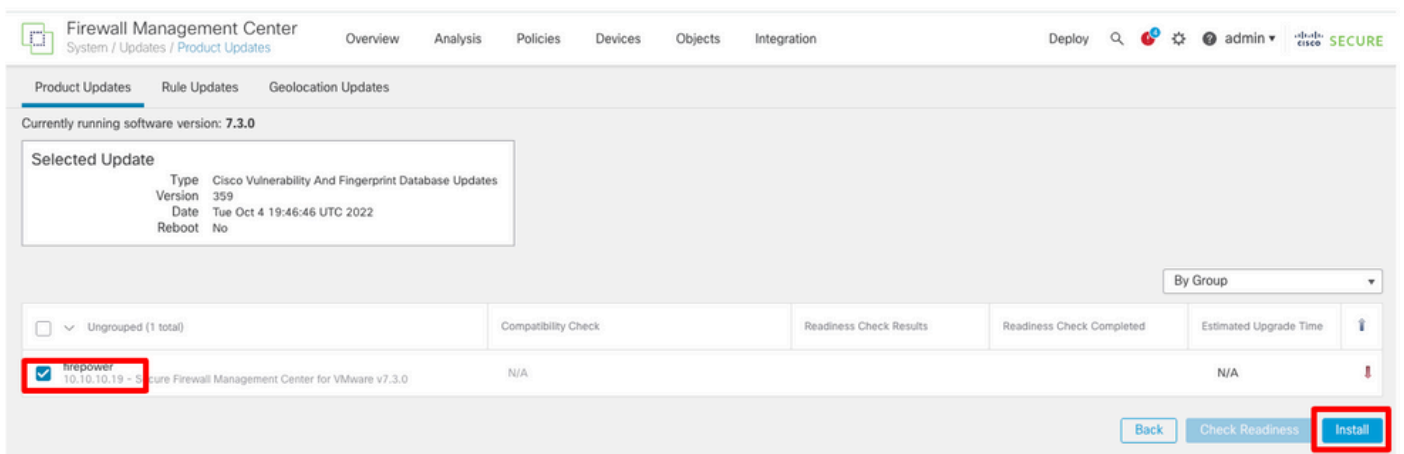 Firewall Management Center
System / Updates / Product Updates
Overview Analysis Policies Devices Objects Integration
Deploy 4 admin cisco SECURE
Product Updates Rule Updates Geolocation Updates
Currently running software version: 7.3.0
Selected Update
Type Cisco Vulnerability And Fingerprint Database Updates
Version 359
Date Tue Oct 4 19:46:46 UTC 2022
Reboot No
By Group
Ungrouped (1 total) Compatibility Check Readiness Check Results Readiness Check Completed Estimated Upgrade Time
firepower
10.10.10.19 - Secure Firewall Management Center for VMware v7.3.0 N/A N/A
Back Check Readiness Install